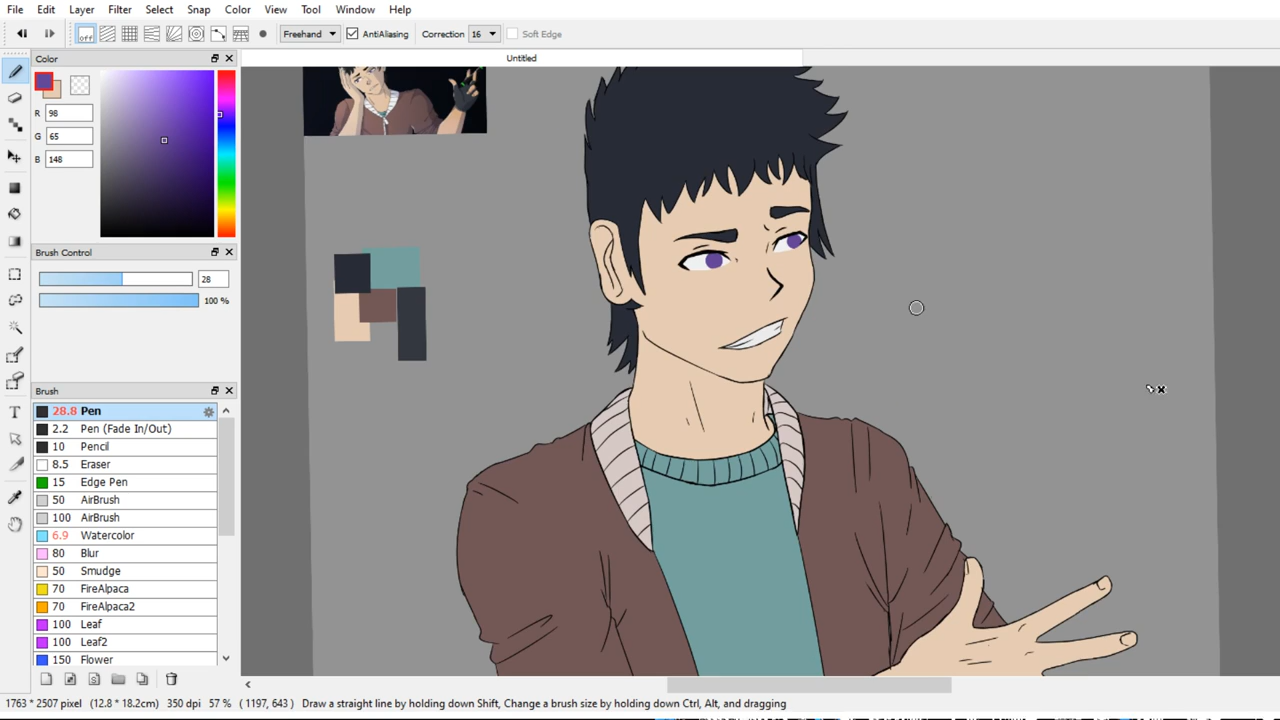 File Edit Layer Filter Select Snap Color View Tool Window Help
off Freehand AntiAliasing Correction 16 Soft Edge
Color
Untitled
R 98
G 65
B 148
Brush Control
28
100 %
Brush
28.8 Pen
2.2 Pen (Fade In/Out)
10 Pencil
8.5 Eraser
15 Edge Pen
50 AirBrush
100 AirBrush
6.9 Watercolor
80 Blur
50 Smudge
70 FireAlpaca
70 FireAlpaca2
100 Leaf
100 Leaf2
150 Flower
1763 * 2507 pixel (12.8 * 18.2cm) 350 dpi 57 % ( 1197, 643 ) Draw a straight line by holding down Shift, Change a brush size by holding down Ctrl, Alt, and dragging